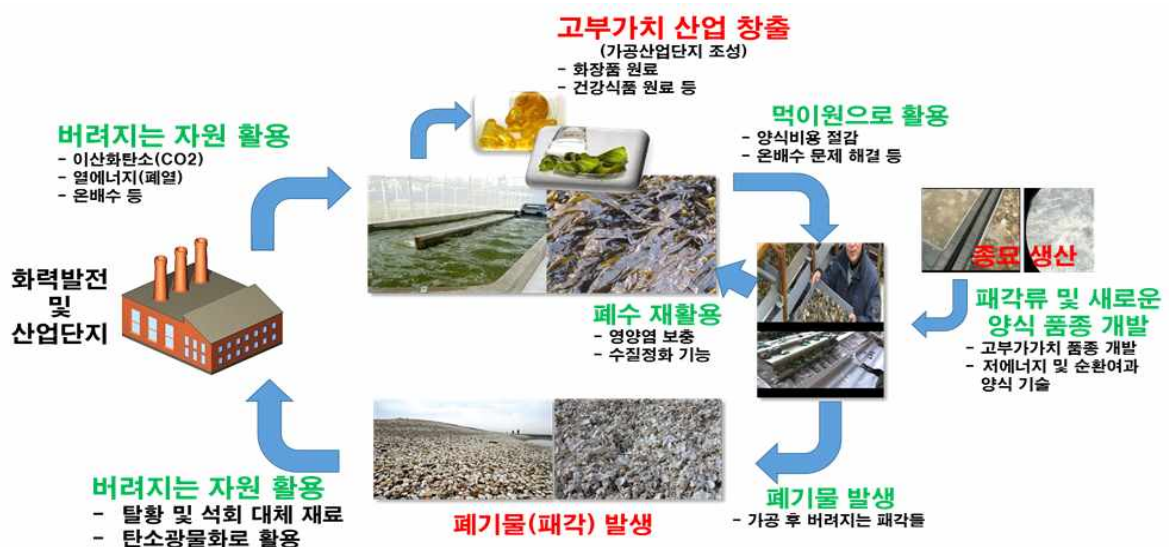 고부가치 산업 창출
(가공산업단지 조성)
- 화장품 원료
- 건강식품 원료 등
버려지는 자원 활용
- 이산화탄소(CO2)
- 열에너지(폐열)
- 온배수 등
먹이원으로 활용
- 양식비용 절감
- 온배수 문제 해결 등
종묘 생산
화력발전
및
산업단지
폐수 재활용
- 영양염 보충
- 수질정화 기능
패각류 및 새로운
양식 품종 개발
- 고부가가치 품종 개발
- 저에너지 및 순환여과
양식 기술
버려지는 자원 활용
- 탈황 및 석회 대체 재료
- 탄소광물화로 활용
폐기물(패각) 발생
폐기물 발생
- 가공 후 버려지는 패각들